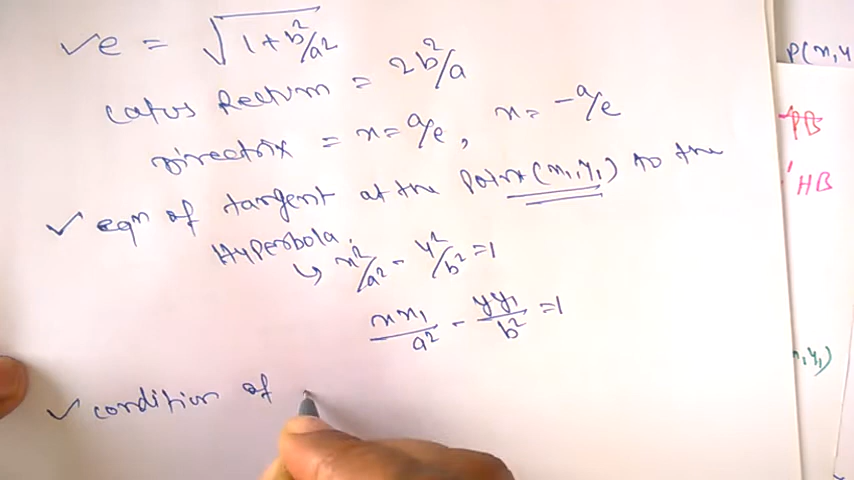 ✓e = √1 + b²/a²
Latus Rectum = 2b²/a
Directrix = x = a/e, x = -a/e
✓ eqⁿ of tangent at the point (x₁, y₁) to the
Hyperbola.
↳ x²/a² - y²/b² = 1
xx₁/a² - yy₁/b² = 1
✓ condition of
P(x, y
PB
HB
, y₁)